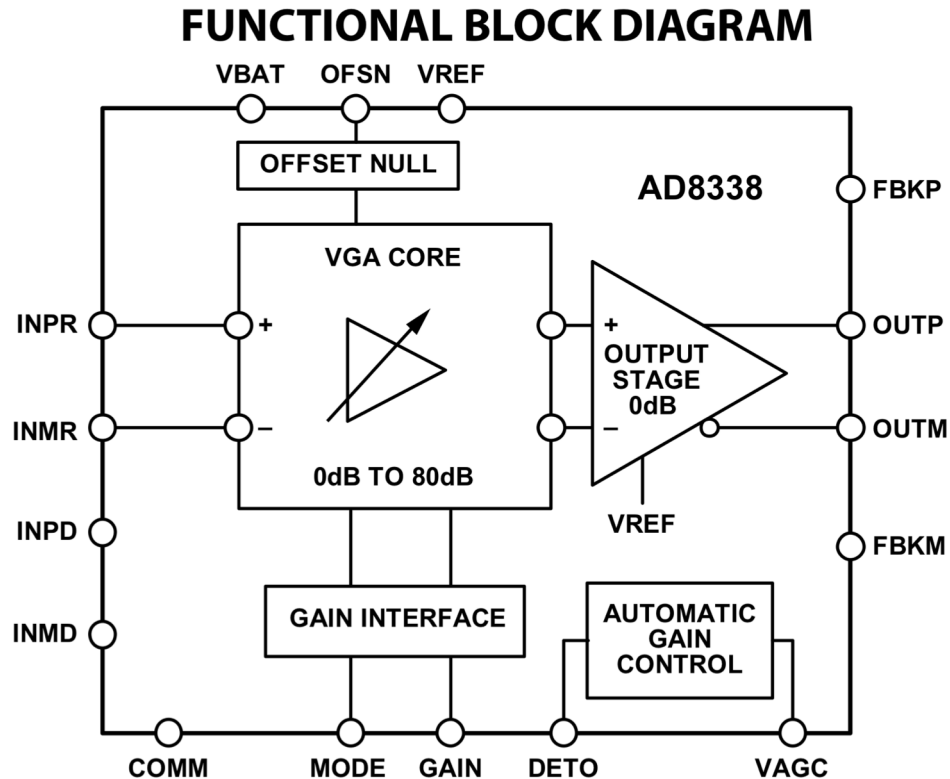 FUNCTIONAL BLOCK DIAGRAM
VBAT OFSN VREF
OFFSET NULL
AD8338
FBKP
VGA CORE
INPR
+
+
OUTP
OUTPUT
STAGE
0dB
INMR
–
–
OUTM
0dB TO 80dB
VREF
INPD
FBKM
GAIN INTERFACE
AUTOMATIC
GAIN
CONTROL
INMD
COMM MODE GAIN DETO VAGC